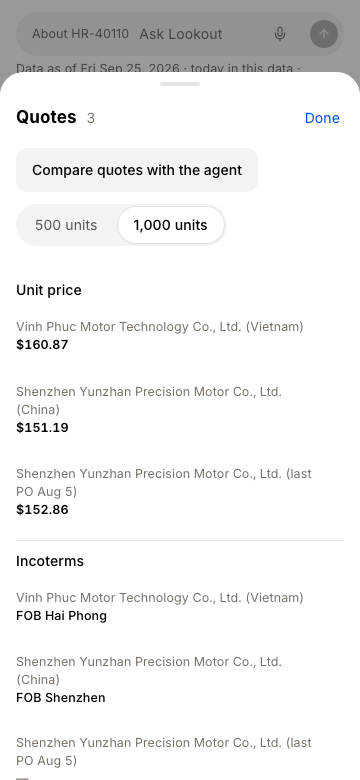 About HR-40110 Ask Lookout
Data as of Fri Sep 25, 2026 · today in this data ·
Quotes 3
Done
Compare quotes with the agent
500 units
1,000 units
Unit price
Vinh Phuc Motor Technology Co., Ltd. (Vietnam)
$160.87
Shenzhen Yunzhan Precision Motor Co., Ltd.
(China)
$151.19
Shenzhen Yunzhan Precision Motor Co., Ltd. (last
PO Aug 5)
$152.86
Incoterms
Vinh Phuc Motor Technology Co., Ltd. (Vietnam)
FOB Hai Phong
Shenzhen Yunzhan Precision Motor Co., Ltd.
(China)
FOB Shenzhen
Shenzhen Yunzhan Precision Motor Co., Ltd. (last
PO Aug 5)
—